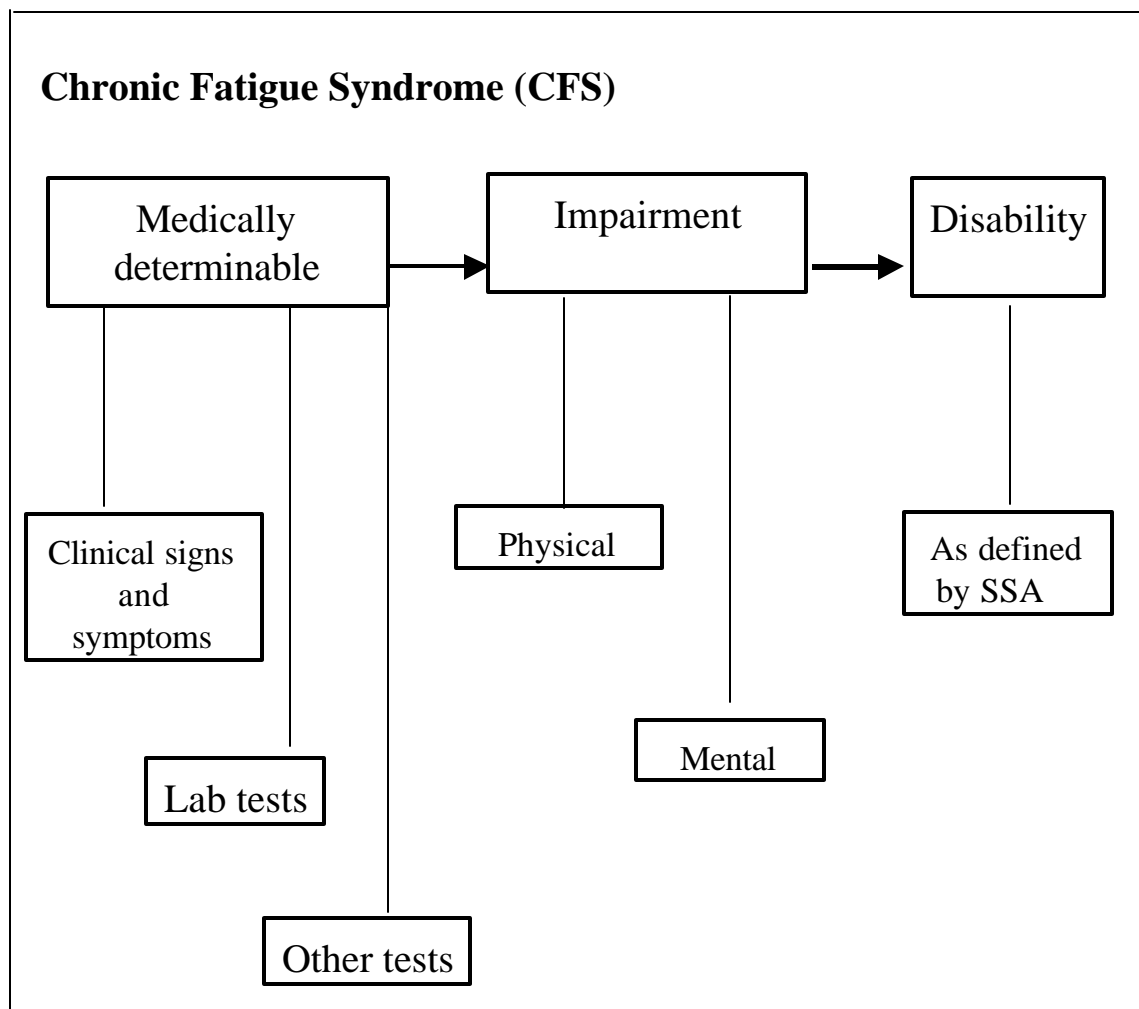 Chronic Fatigue Syndrome (CFS)
Medically
determinable
Impairment
Disability
Clinical signs
and
symptoms
Physical
As defined
by SSA
Mental
Lab tests
Other tests